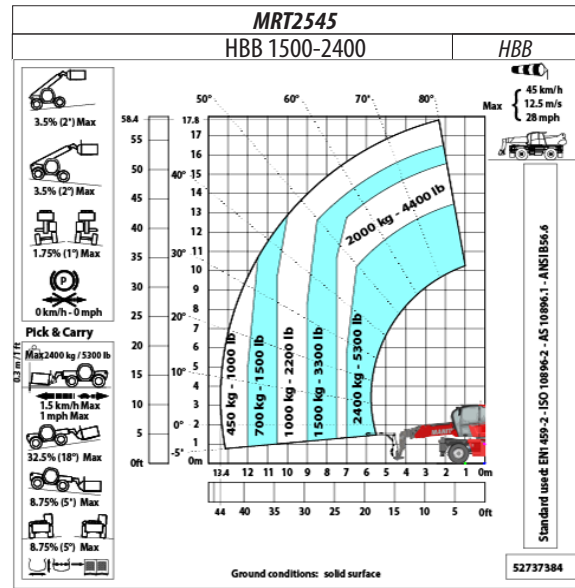 MRT2545
HBB 1500-2400
HBB
3.5% (2°) Max
3.5% (2°) Max
1.75% (1°) Max
P
0 km/h - 0 mph
Pick & Carry
Max 2400 kg / 5300 lb
0.3 m / 1 ft
1.5 km/h Max
1 mph Max
32.5% (18°) Max
8.75% (5°) Max
8.75% (5°) Max
Max
45 km/h
12.5 m/s
28 mph
50°
60°
70°
80°
40°
30°
20°
10°
0°
-5°
58.4
55
50
45
40
35
30
25
20
15
10
5
0ft
17.8
17
16
15
14
13
12
11
10
9
8
7
6
5
4
3
2
1
0m
450 kg - 1000 lb
700 kg - 1500 lb
1000 kg - 2200 lb
1500 kg - 3300 lb
2400 kg - 5300 lb
2000 kg - 4400 lb
13.4 12 11 10 9 8 7 6 5 4 3 2 1 0m
44 40 35 30 25 20 15 10 5 0ft
Ground conditions: solid surface
Standard used: EN1459-2 - ISO 10896-2 - AS 10896.1 - ANSI B56.6
52737384